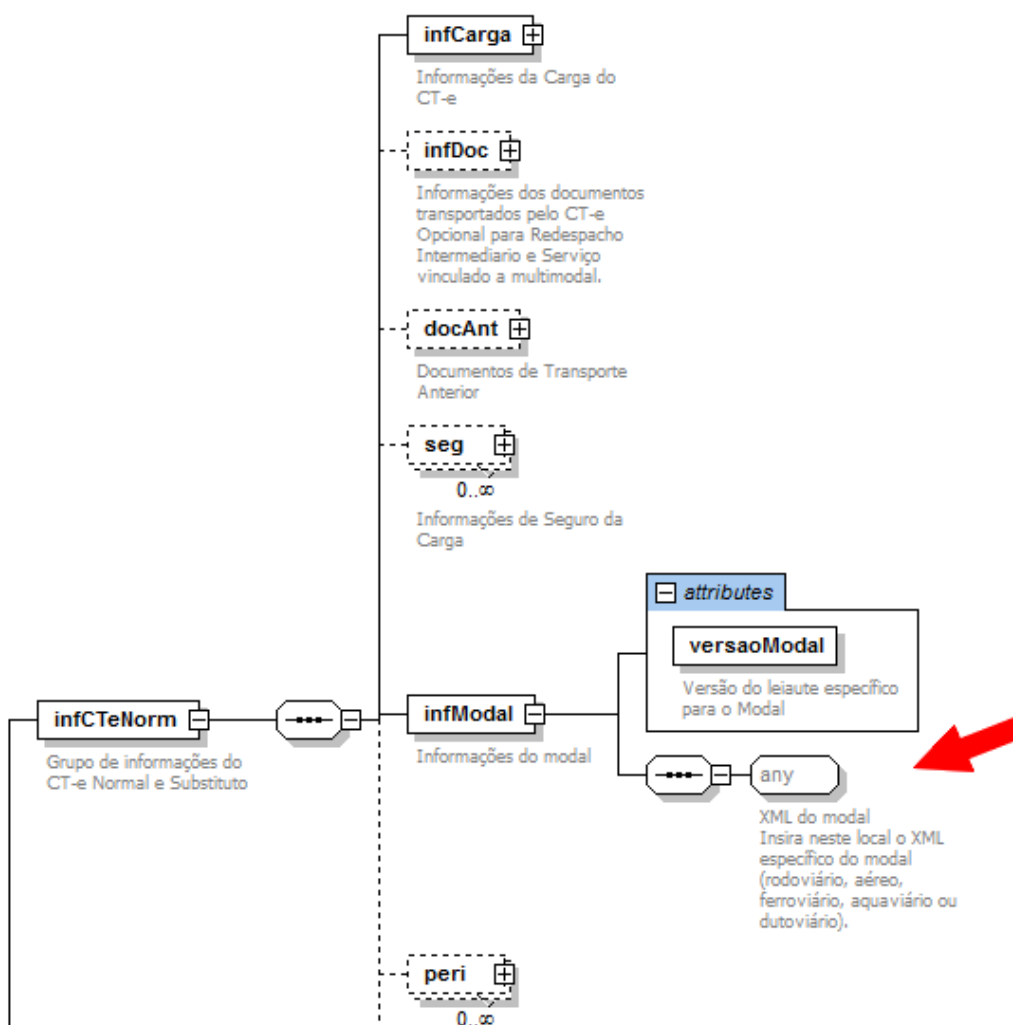 infCarga
Informações da Carga do
CT-e
infDoc
Informações dos documentos
transportados pelo CT-e
Opcional para Redespacho
Intermediario e Serviço
vinculado a multimodal.
docAnt
Documentos de Transporte
Anterior
seg
0..∞
Informações de Seguro da
Carga
attributes
versaoModal
Versão do leiaute específico
para o Modal
infCTeNorm
Grupo de informações do
CT-e Normal e Substituto
infModal
Informações do modal
any
XML do modal
Insira neste local o XML
específico do modal
(rodoviário, aéreo,
ferroviário, aquaviário ou
dutoviário).
peri
0..∞